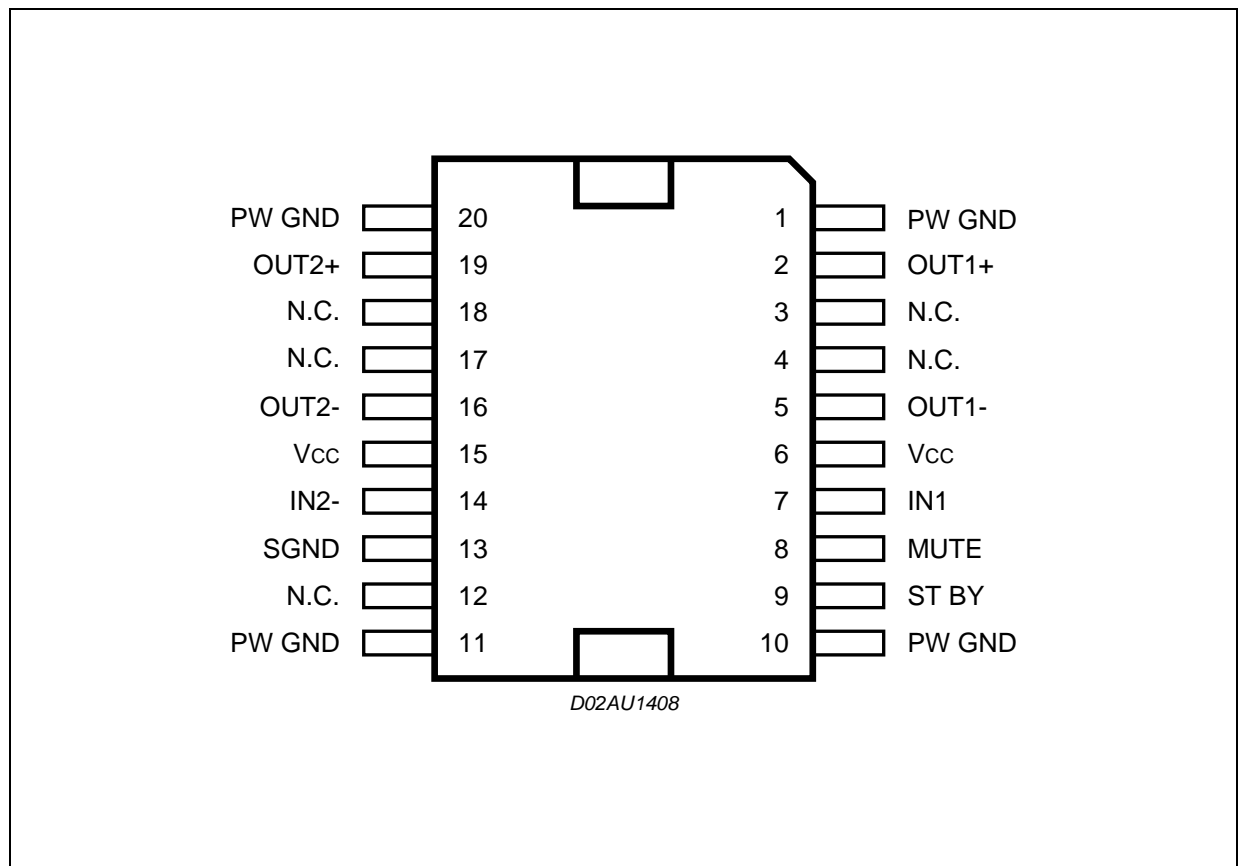 PW GND 20 1 PW GND
OUT2+ 19 2 OUT1+
N.C. 18 3 N.C.
N.C. 17 4 N.C.
OUT2- 16 5 OUT1-
Vcc 15 6 Vcc
IN2- 14 7 IN1
SGND 13 8 MUTE
N.C. 12 9 ST BY
PW GND 11 10 PW GND
D02AU1408